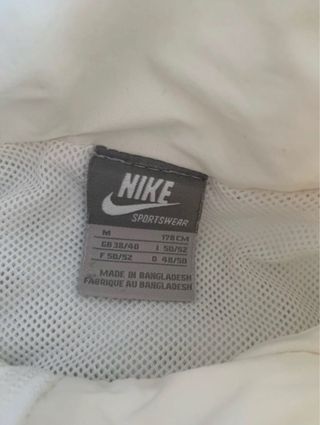 NIKE
SPORTSWEAR
M 178 CM
GB 38/40 I 50/52
F 50/52 D 48/50
MADE IN BANGLADESH
FABRIQUE AU BANGLADESH